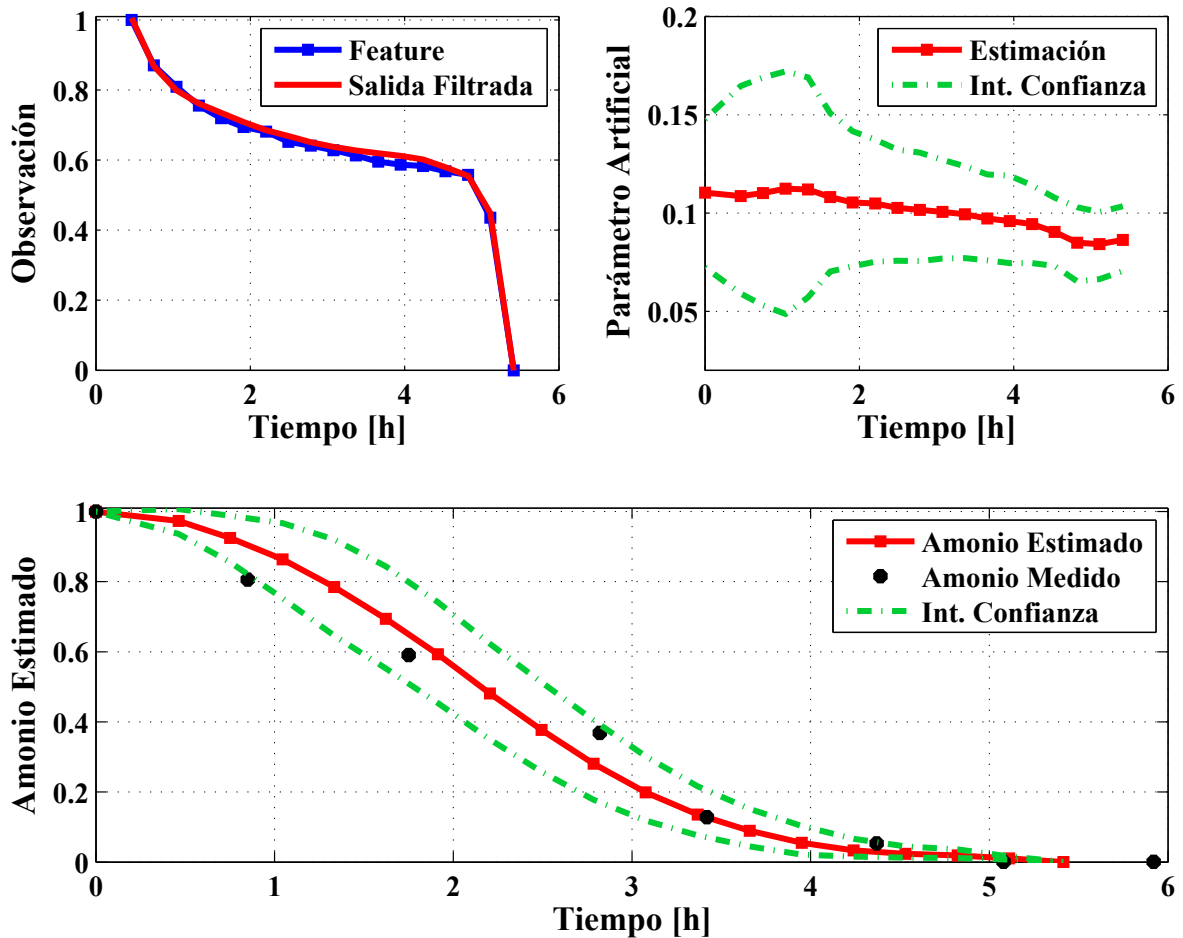 1
0.8
0.6
0.4
0.2
0
0
2
4
6
Observación
Tiempo [h]
Feature
Salida Filtrada
0.2
0.15
0.1
0.05
0
2
4
6
Parámetro Artificial
Tiempo [h]
Estimación
Int. Confianza
1
0.8
0.6
0.4
0.2
0
0
1
2
3
4
5
6
Amonio Estimado
Tiempo [h]
Amonio Estimado
Amonio Medido
Int. Confianza